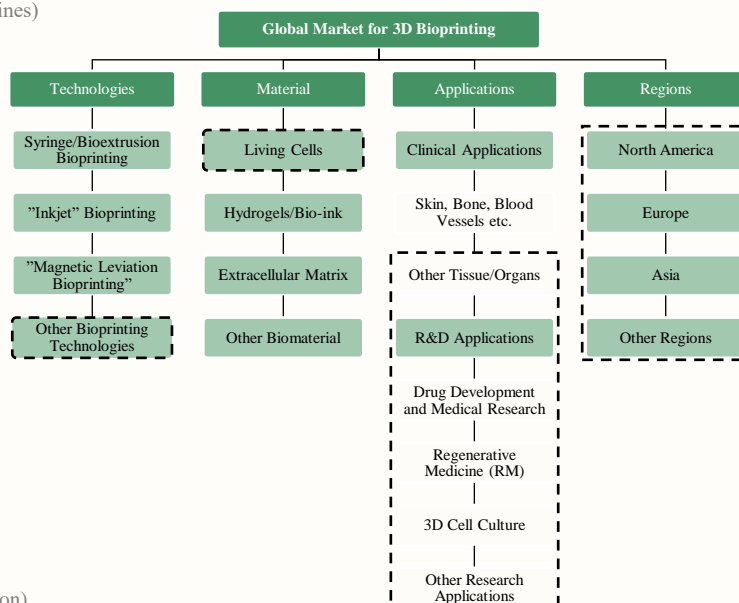 ines)
Global Market for 3D Bioprinting
Technologies
Material
Applications
Regions
Syringe/Bioextrusion
Bioprinting
Living Cells
Clinical Applications
North America
”Inkjet” Bioprinting
Hydrogels/Bio-ink
Skin, Bone, Blood
Vessels etc.
Europe
”Magnetic Leviation
Bioprinting”
Extracellular Matrix
Other Tissue/Organs
Asia
Other Bioprinting
Technologies
Other Biomaterial
R&D Applications
Other Regions
Drug Development
and Medical Research
Regenerative
Medicine (RM)
3D Cell Culture
Other Research
Applications
on)